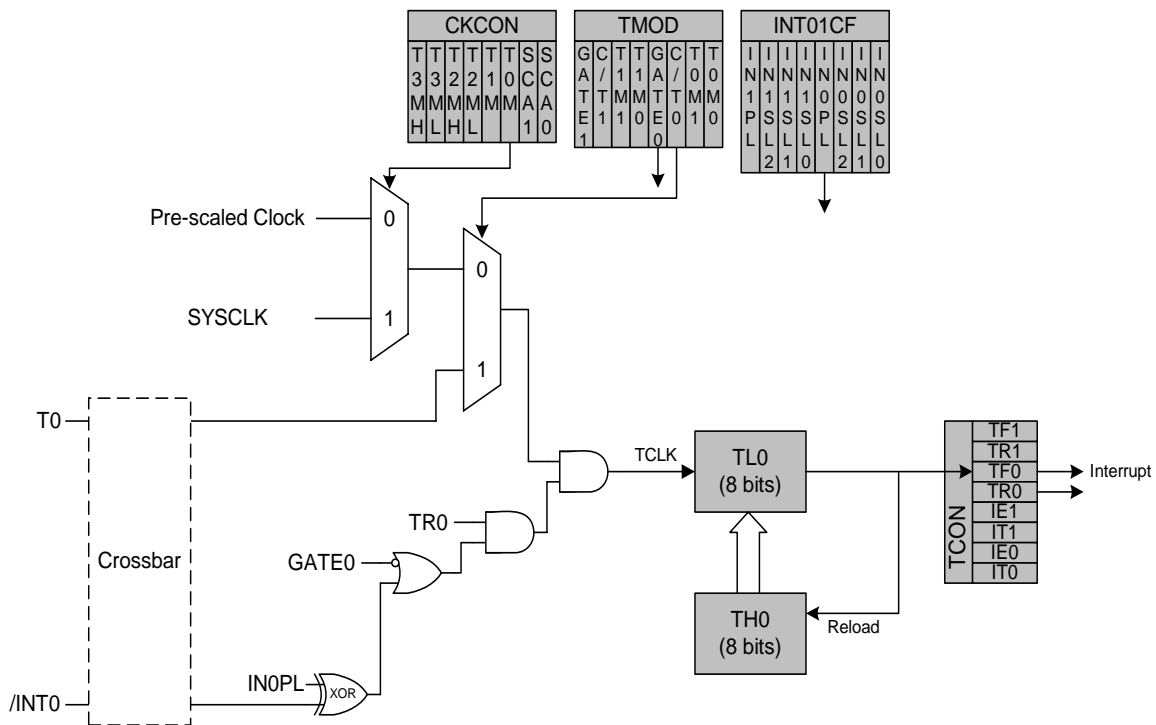 CKCON
T3MH
T3ML
T2MH
T2ML
T1M
T0M
SCA1
SCA0
TMOD
GATE1
C/T1
T1M1
T1M0
GATE0
C/T0
T0M1
T0M0
INT01CF
IN1PL
IN1SL2
IN1SL1
IN1SL0
IN0PL
IN0SL2
IN0SL1
IN0SL0
Pre-scaled Clock
0
SYSCLK
1
0
1
T0
Crossbar
/INT0
TR0
GATE0
IN0PL
XOR
TCLK
TL0
(8 bits)
TH0
(8 bits)
Reload
TCON
TF1
TR1
TF0
TR0
IE1
IT1
IE0
IT0
Interrupt